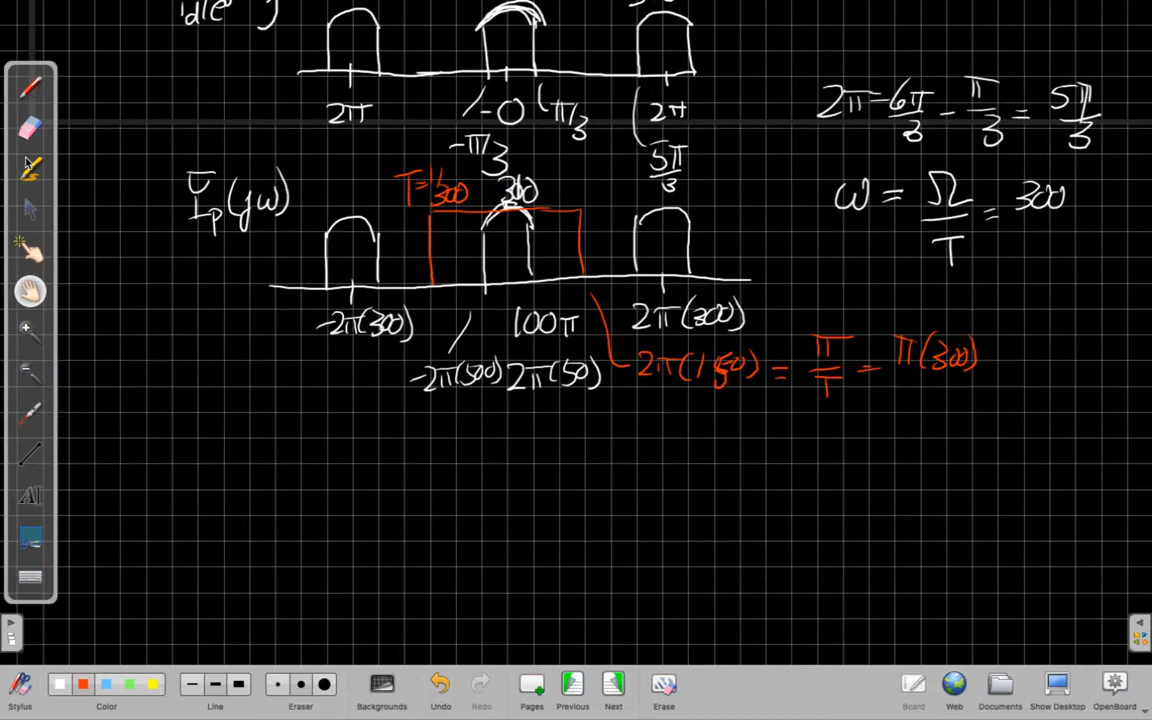 2π -π/3 0 π/3 2π 5π/3
2π - 6π/3 - π/3 = 5π/3
(jω) T=1/300 300
ω = Ω/T = 300
-2π(300) 100π 2π(300)
-2π(500) 2π(50) 2π(150) = π/T = π(300)
Stylus Color Line Eraser Backgrounds Undo Redo Pages Previous Next Erase Board Web Documents Show Desktop OpenBoard